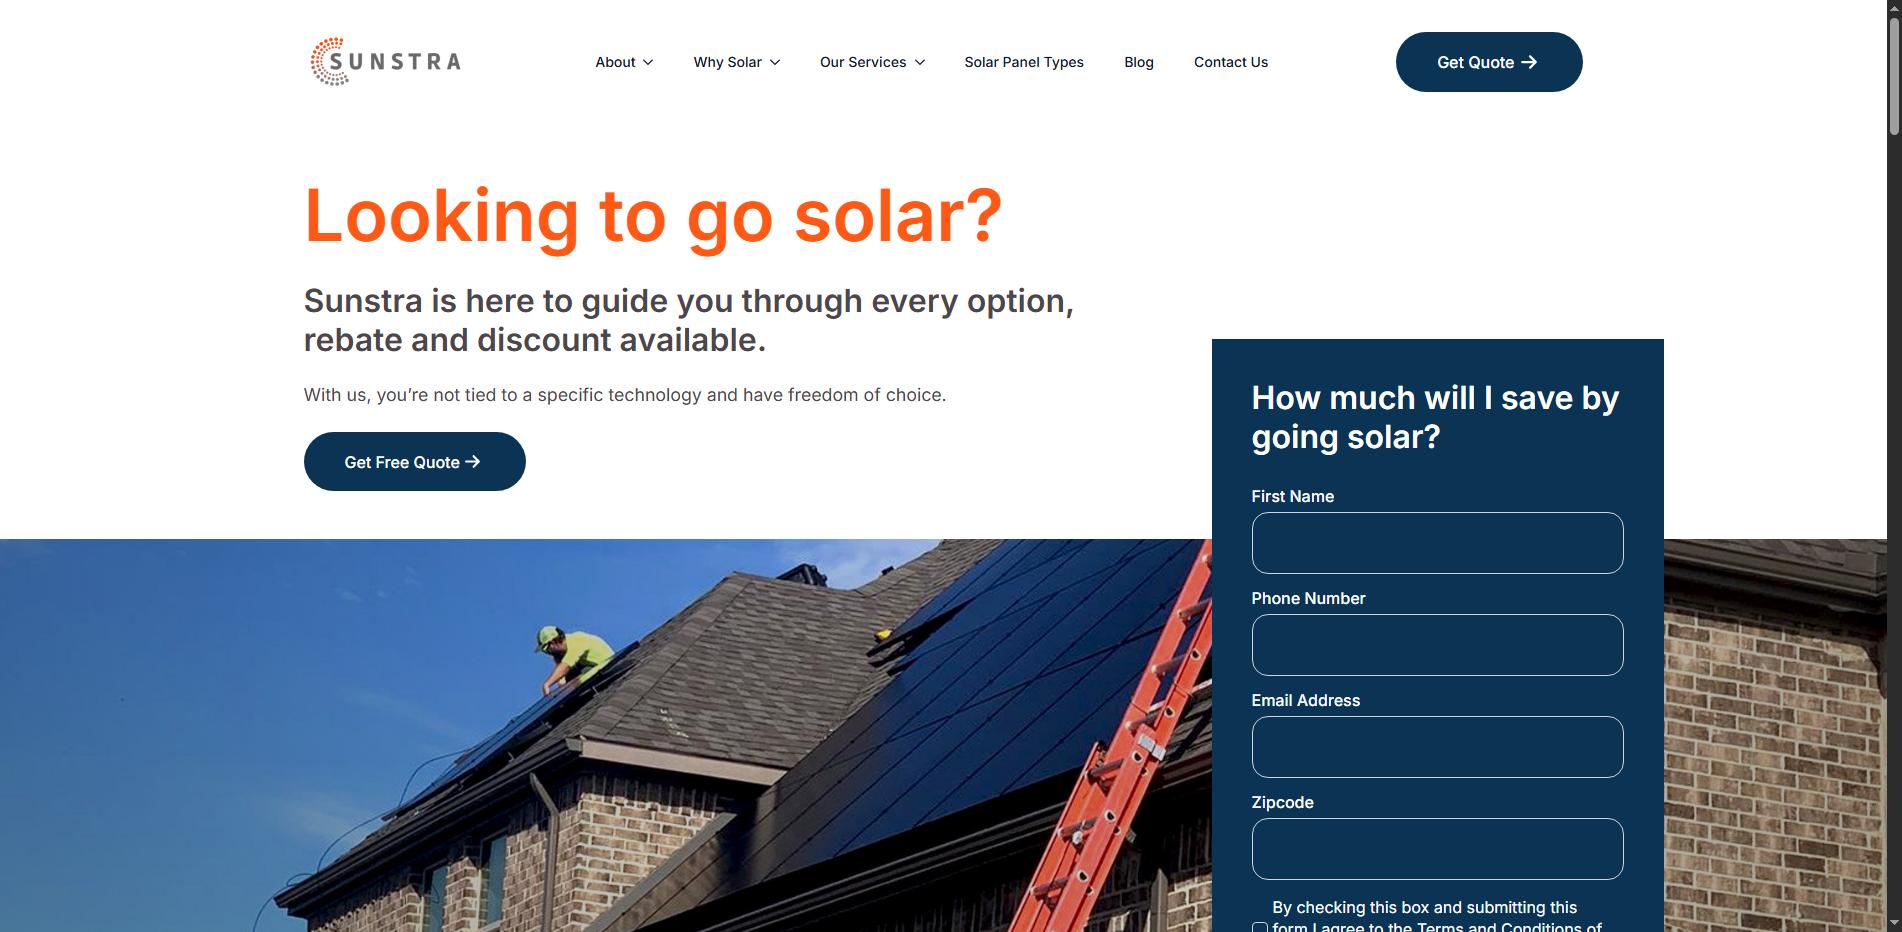 SUNSTRA
About
Why Solar
Our Services
Solar Panel Types
Blog
Contact Us
Get Quote
Looking to go solar?
Sunstra is here to guide you through every option,
rebate and discount available.
With us, you’re not tied to a specific technology and have freedom of choice.
Get Free Quote
How much will I save by
going solar?
First Name
Phone Number
Email Address
Zipcode
By checking this box and submitting this
form I agree to the Terms and Conditions of